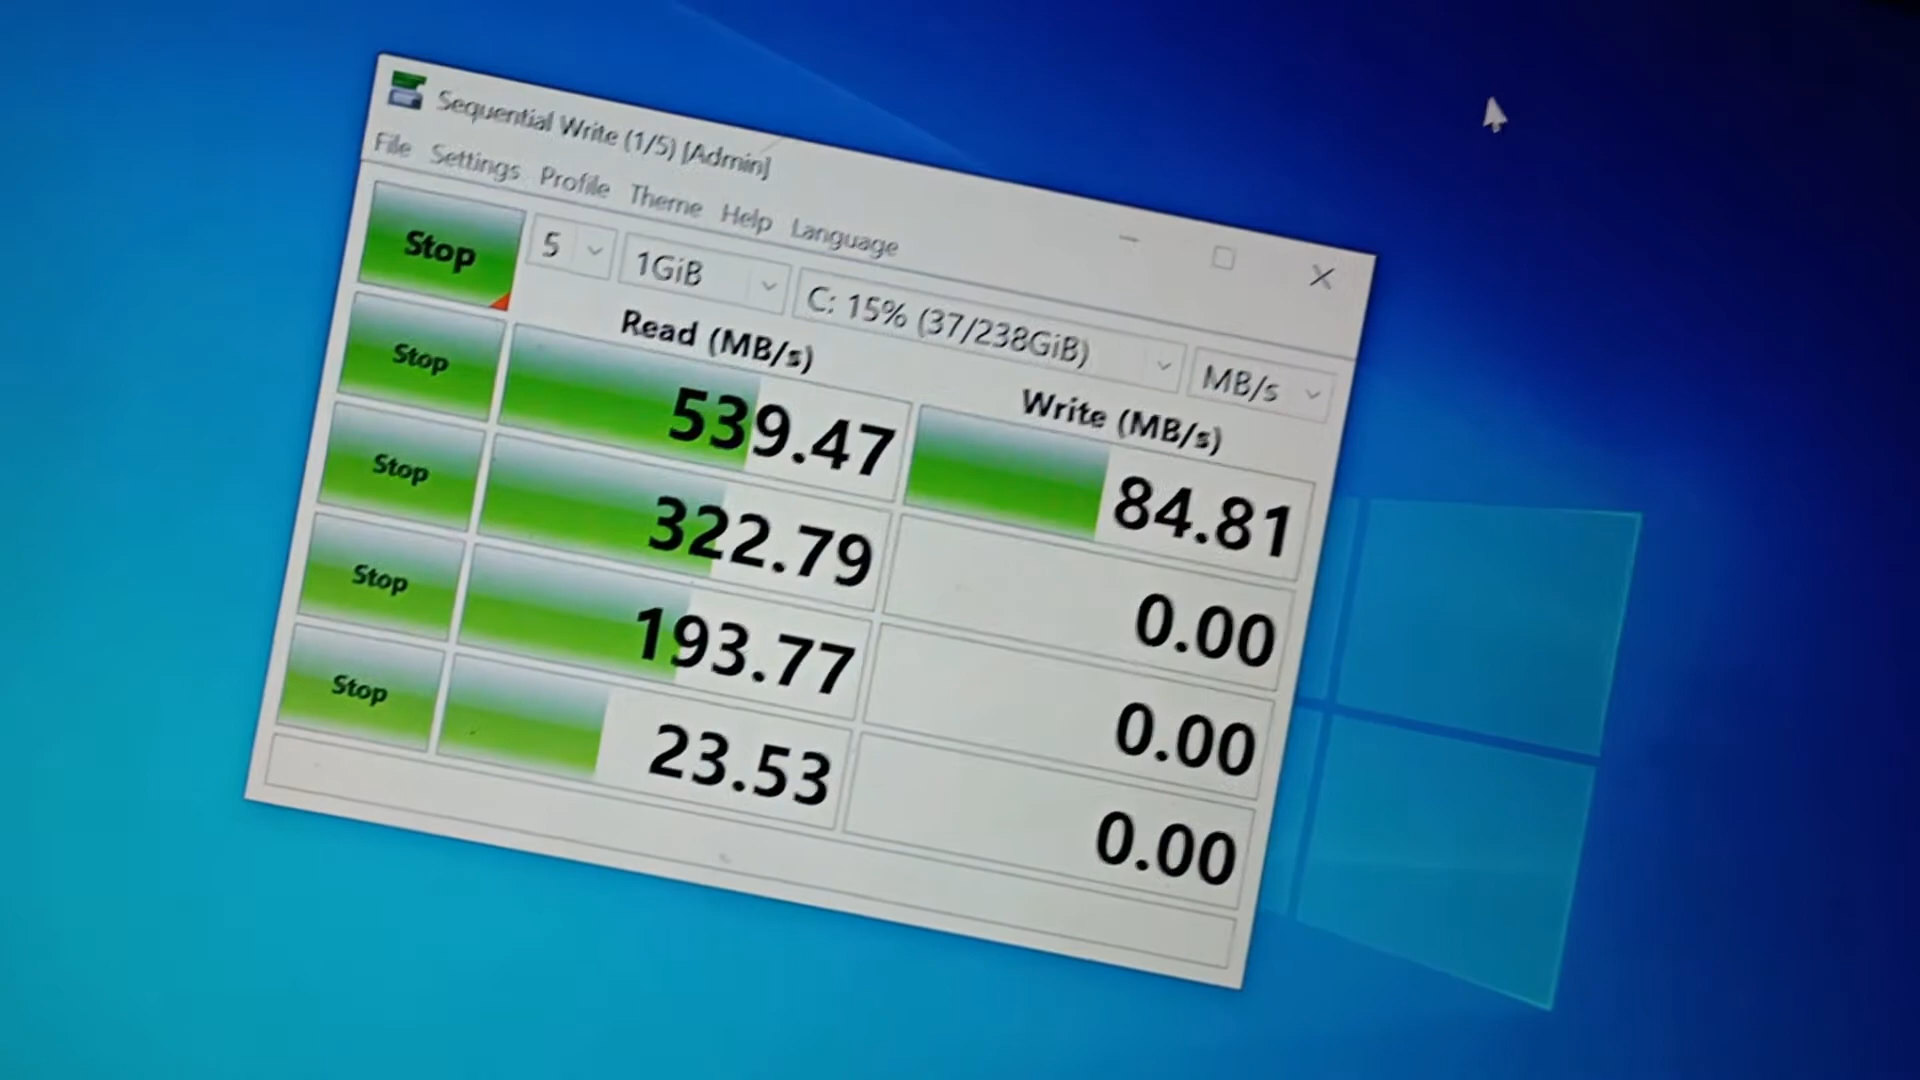 Sequential Write (1/5) [Admin]
File Settings Profile Theme Help Language
Stop 5 1GiB C: 15% (37/238GiB) MB/s
Read (MB/s) Write (MB/s)
Stop 539.47 84.81
Stop 322.79 0.00
Stop 193.77 0.00
Stop 23.53 0.00